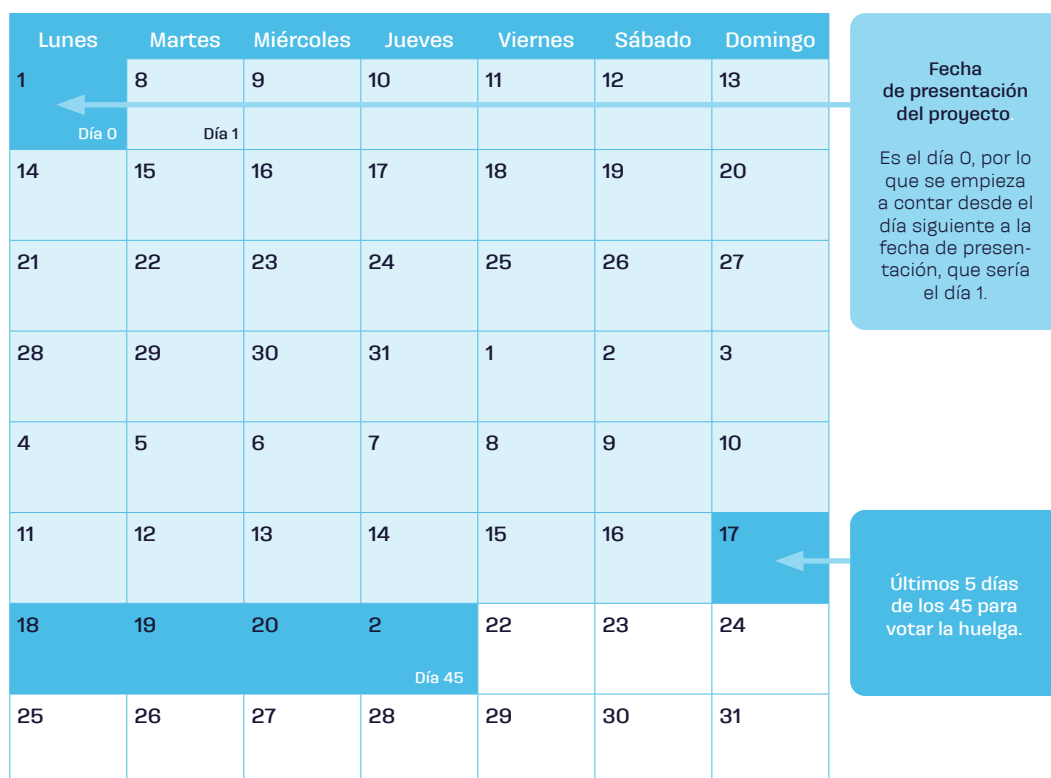 Lunes Martes Miércoles Jueves Viernes Sábado Domingo
1 8 9 10 11 12 13
Día 0 Día 1
14 15 16 17 18 19 20
21 22 23 24 25 26 27
28 29 30 31 1 2 3
4 5 6 7 8 9 10
11 12 13 14 15 16 17
18 19 20 2 22 23 24
Día 45
25 26 27 28 29 30 31
Fecha
de presentación
del proyecto.
Es el día 0, por lo
que se empieza
a contar desde el
día siguiente a la
fecha de presen-
tación, que sería
el día 1.
Últimos 5 días
de los 45 para
votar la huelga.